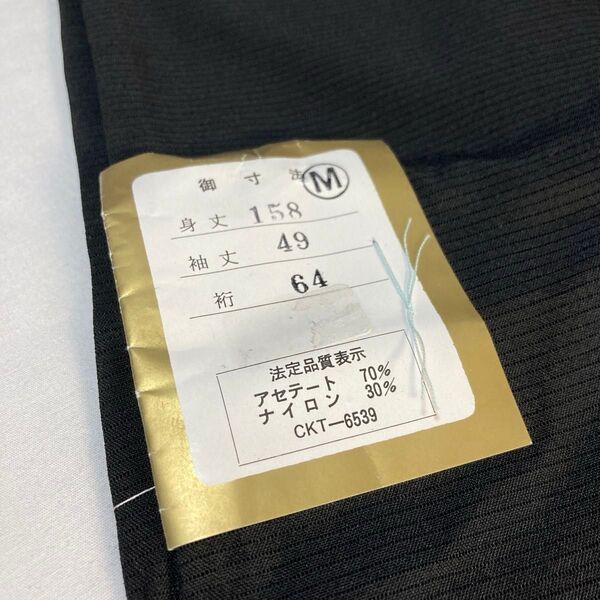 御寸法 Ⓜ
身丈 158
袖丈 49
裄 64
法定品質表示
アセテート 70%
ナイロン 30%
CKT-6539